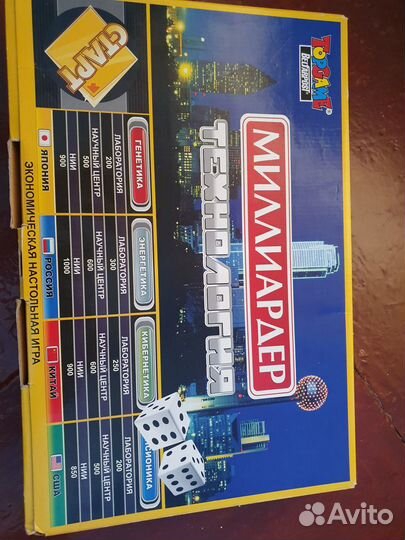 TOPGAME
BELFARPOST
МИЛЛИАРДЕР
ТЕХНОЛОГИЯ
СТАРТ
ГЕНЕТИКА
ЛАБОРАТОРИЯ
200
НАУЧНЫЙ ЦЕНТР
500
НИИ
900
ЯПОНИЯ
ЭНЕРГЕТИКА
ЛАБОРАТОРИЯ
300
НАУЧНЫЙ ЦЕНТР
600
НИИ
1000
РОССИЯ
КИБЕРНЕТИКА
ЛАБОРАТОРИЯ
250
НАУЧНЫЙ ЦЕНТР
600
НИИ
900
КИТАЙ
ЛАБОРАТОРИЯ
200
НАУЧНЫЙ ЦЕНТР
500
НИИ
850
США
ЭКОНОМИЧЕСКАЯ НАСТОЛЬНАЯ ИГРА
Avito